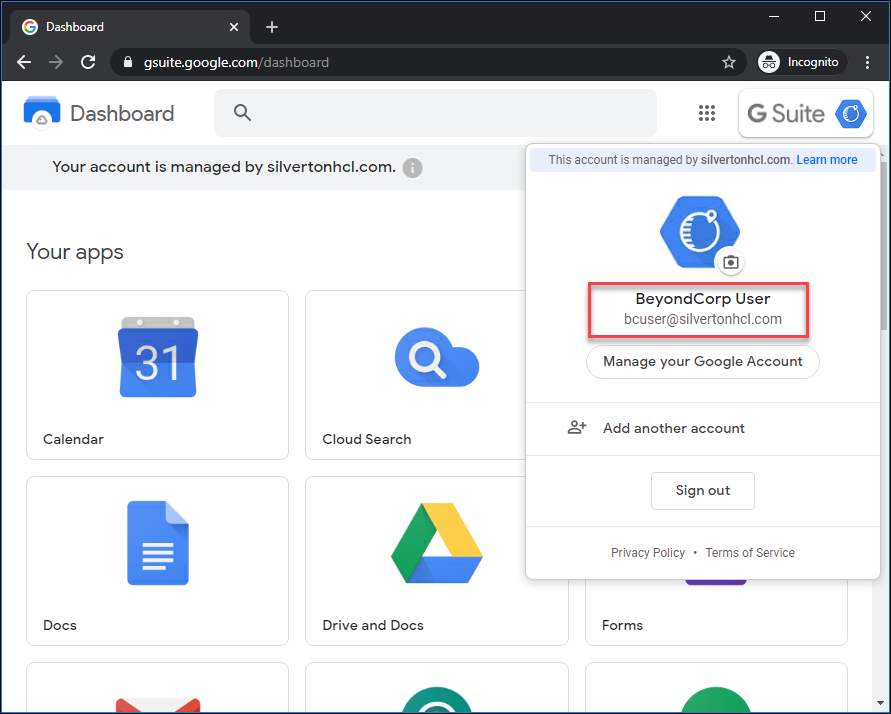 Dashboard
gsuite.google.com/dashboard
Incognito
Dashboard
G Suite
Your account is managed by silvertonhcl.com.
This account is managed by silvertonhcl.com. Learn more
BeyondCorp User
bcuser@silvertonhcl.com
Manage your Google Account
Add another account
Sign out
Privacy Policy • Terms of Service
Your apps
31
Calendar
Cloud Search
Docs
Drive and Docs
Forms